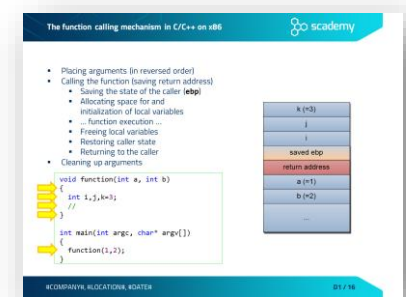 The function calling mechanism in C/C++ on x86
scademy
Placing arguments (in reversed order)
Calling the function (saving return address)
Saving the state of the caller (ebp)
Allocating space for and
initialization of local variables
... function execution ...
Freeing local variables
Restoring caller state
Returning to the caller
Cleaning up arguments
void function(int a, int b)
{
int i,j,k=3;
//
}
int main(int argc, char* argv[])
{
function(1,2);
}
k (=3)
j
i
saved ebp
return address
a (=1)
b (=2)
...
#COMPANY#, #LOCATION#, #DATE#
D1 / 16